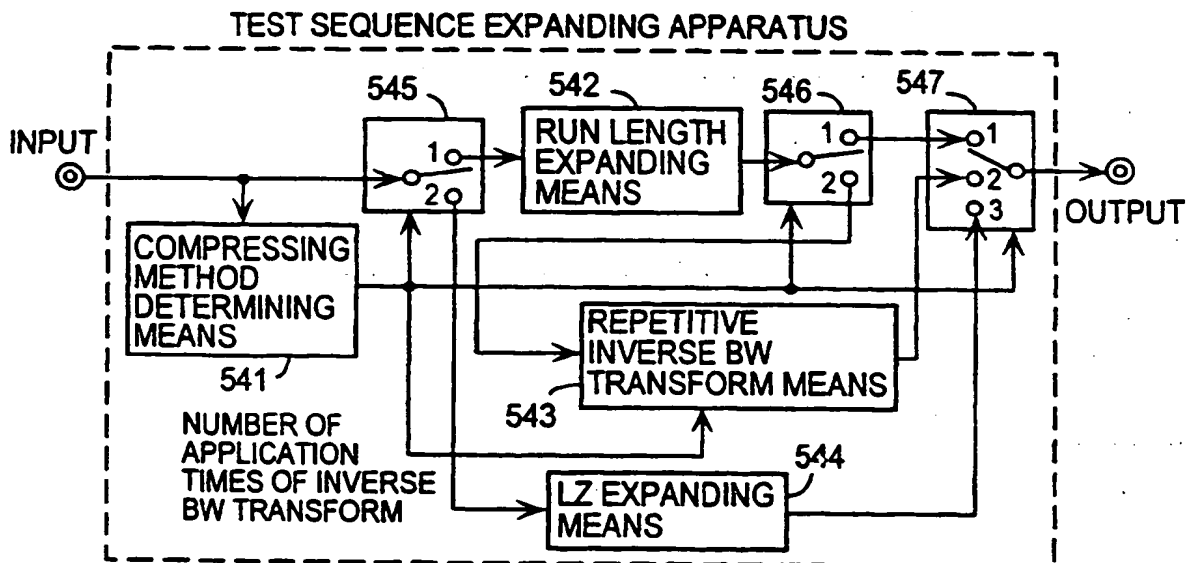 TEST SEQUENCE EXPANDING APPARATUS
INPUT
545
1
2
542
RUN LENGTH
EXPANDING
MEANS
546
1
2
547
1
2
3
OUTPUT
COMPRESSING
METHOD
DETERMINING
MEANS
541
REPETITIVE
INVERSE BW
TRANSFORM MEANS
543
NUMBER OF
APPLICATION
TIMES OF INVERSE
BW TRANSFORM
544
LZ EXPANDING
MEANS